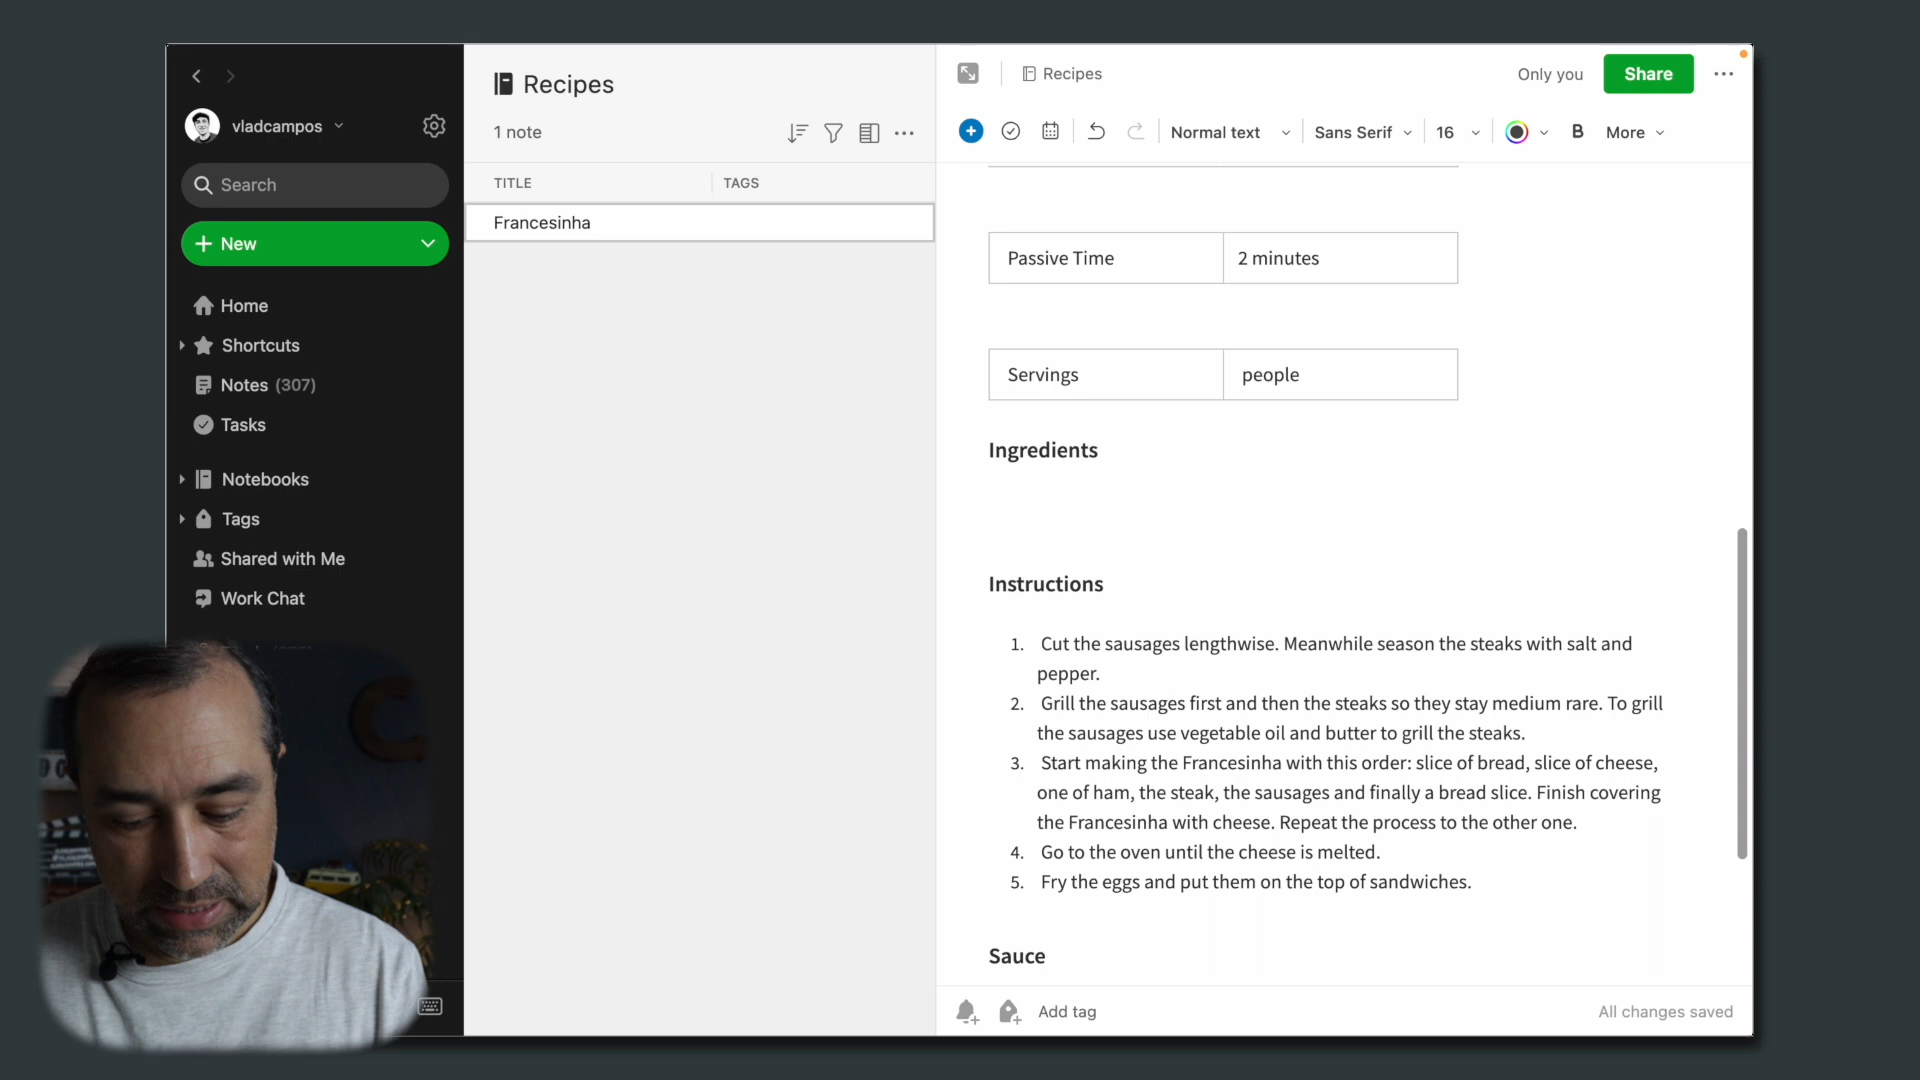 vladcampos
Search
New
Home
Shortcuts
Notes (307)
Tasks
Notebooks
Tags
Shared with Me
Work Chat
Recipes
1 note
TITLE
TAGS
Francesinha
Recipes
Only you
Share
Normal text
Sans Serif
16
B
More
Passive Time
2 minutes
Servings
people
Ingredients
Instructions
1. Cut the sausages lengthwise. Meanwhile season the steaks with salt and
pepper.
2. Grill the sausages first and then the steaks so they stay medium rare. To grill
the sausages use vegetable oil and butter to grill the steaks.
3. Start making the Francesinha with this order: slice of bread, slice of cheese,
one of ham, the steak, the sausages and finally a bread slice. Finish covering
the Francesinha with cheese. Repeat the process to the other one.
4. Go to the oven until the cheese is melted.
5. Fry the eggs and put them on the top of sandwiches.
Sauce
Add tag
All changes saved